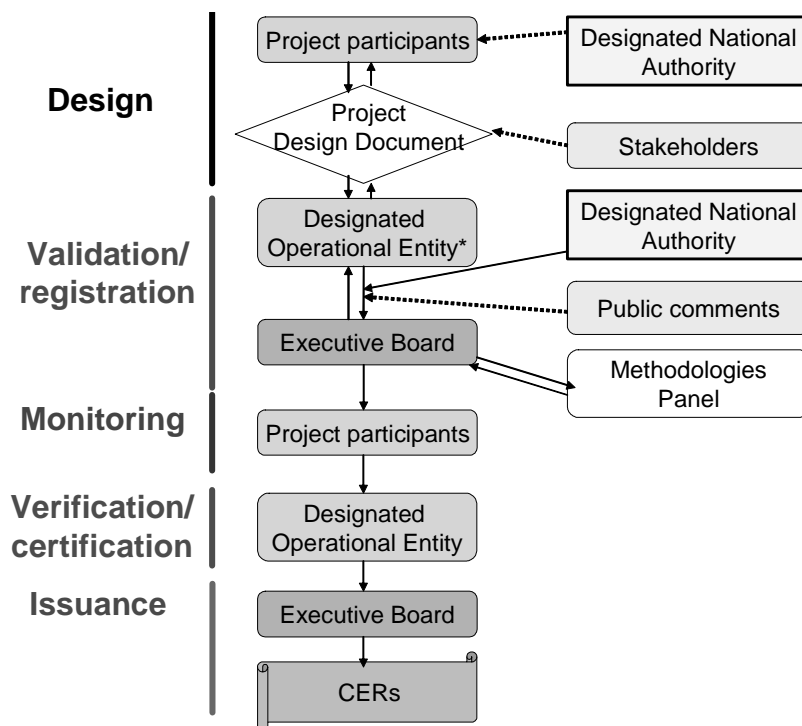 Project participants
Designated National
Authority
Design
Project
Design Document
Stakeholders
Designated
Operational Entity*
Designated National
Authority
Validation/
registration
Public comments
Executive Board
Methodologies
Panel
Monitoring
Project participants
Verification/
certification
Designated
Operational Entity
Issuance
Executive Board
CERs